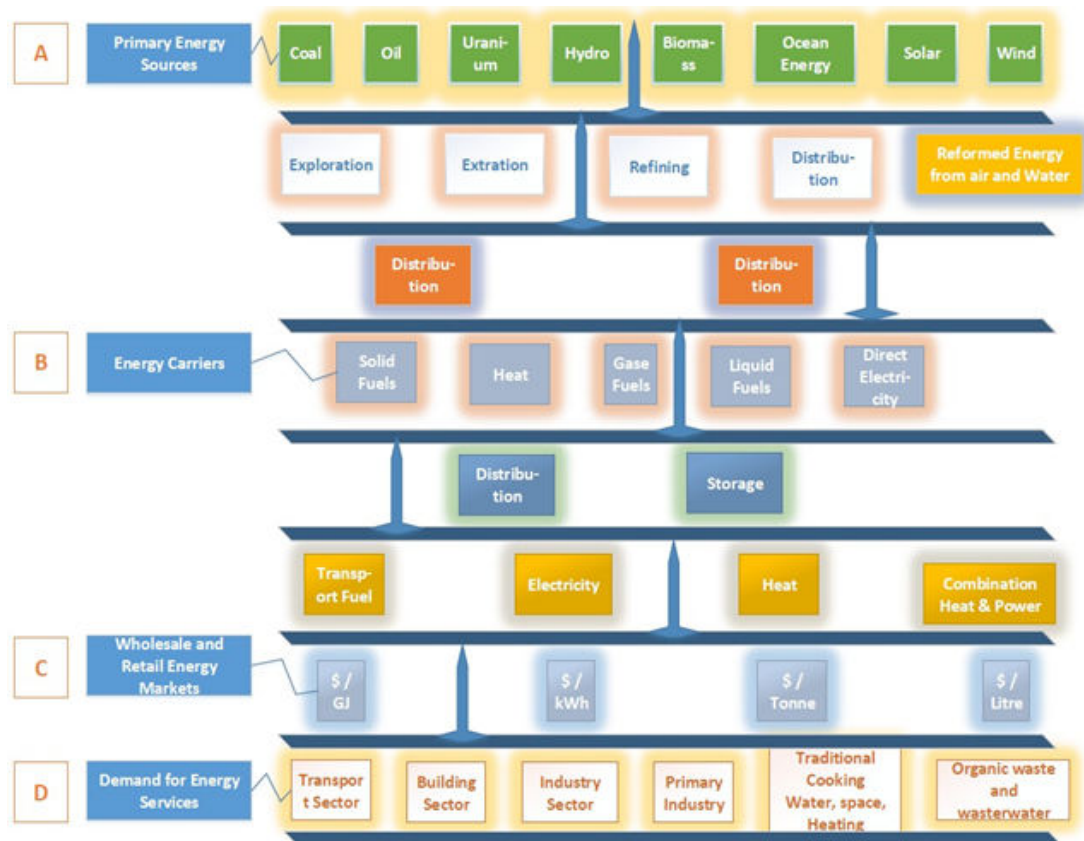 A
Primary Energy
Sources
Coal
Oil
Urani-
um
Hydro
Bioma-
ss
Ocean
Energy
Solar
Wind
Exploration
Extration
Refining
Distribu-
tion
Reformed Energy
from air and Water
Distribu-
tion
Distribu-
tion
B
Energy Carriers
Solid
Fuels
Heat
Gase
Fuels
Liquid
Fuels
Direct
Electri-
city
Distribu-
tion
Storage
Transp-
ort Fuel
Electricity
Heat
Combination
Heat & Power
C
Wholesale and
Retail Energy
Markets
$ /
GJ
$ /
kWh
$ /
Tonne
$ /
Litre
D
Demand for Energy
Services
Transpor
t Sector
Building
Sector
Industry
Sector
Primary
Industry
Traditional
Cooking
Water, space,
Heating
Organic waste
and
wasterwater